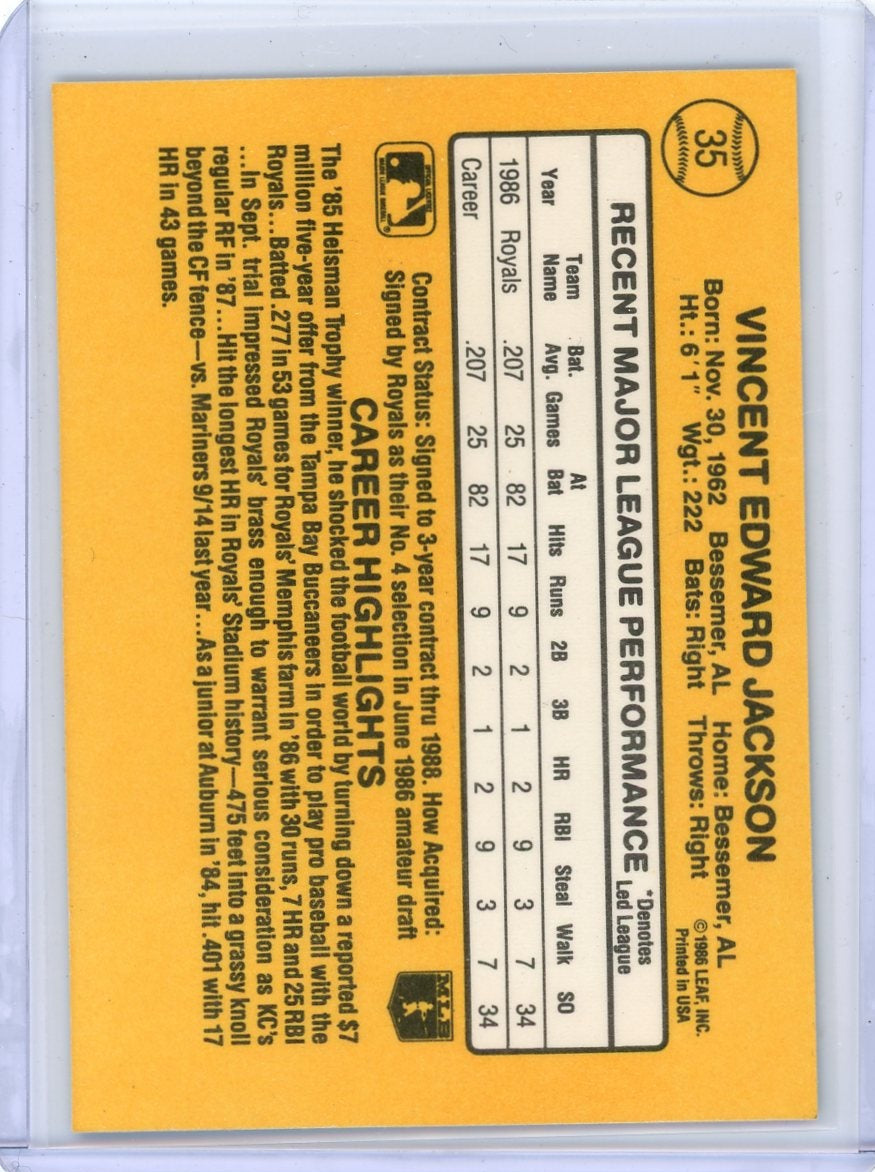 35
VINCENT EDWARD JACKSON
Born: Nov. 30, 1962 Bessemer, AL Home: Bessemer, AL
Ht.: 6'1" Wgt.: 222 Bats: Right Throws: Right
© 1986 LEAF, INC.
Printed in USA
RECENT MAJOR LEAGUE PERFORMANCE *Denotes Led League
Year Team Name Bat. Avg. Games At Bat Hits Runs 2B 3B HR RBI Steal Walk SO
1986 Royals .207 25 82 17 9 2 1 2 9 3 7 34
Career .207 25 82 17 9 2 1 2 9 3 7 34
Contract Status: Signed to 3-year contract thru 1988. How Acquired:
Signed by Royals as their No. 4 selection in June 1986 amateur draft
MLB
CAREER HIGHLIGHTS
The '85 Heisman Trophy winner, he shocked the football world by turning down a reported $7
million five-year offer from the Tampa Bay Buccaneers in order to play pro baseball with the
Royals...Batted .277 in 53 games for Royals' Memphis farm in '86 with 30 runs, 7 HR and 25 RBI
...In Sept. trial impressed Royals' brass enough to warrant serious consideration as KC's
regular RF in '87...Hit the longest HR in Royals' Stadium history—475 feet into a grassy knoll
beyond the CF fence—vs. Mariners 9/14 last year...As a junior at Auburn in '84, hit .401 with 17
HR in 43 games.